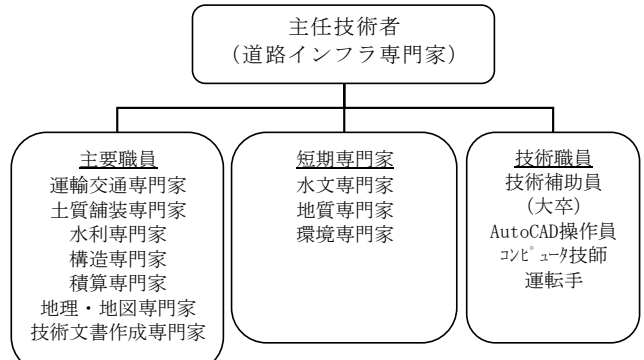 主任技術者
（道路インフラ専門家）
主要職員
運輸交通専門家
土質舗装専門家
水利専門家
構造専門家
積算専門家
地理・地図専門家
技術文書作成専門家
短期専門家
水文専門家
地質専門家
環境専門家
技術職員
技術補助員
（大卒）
AutoCAD操作員
ｺﾝﾋﾟｭｰﾀ技師
運転手